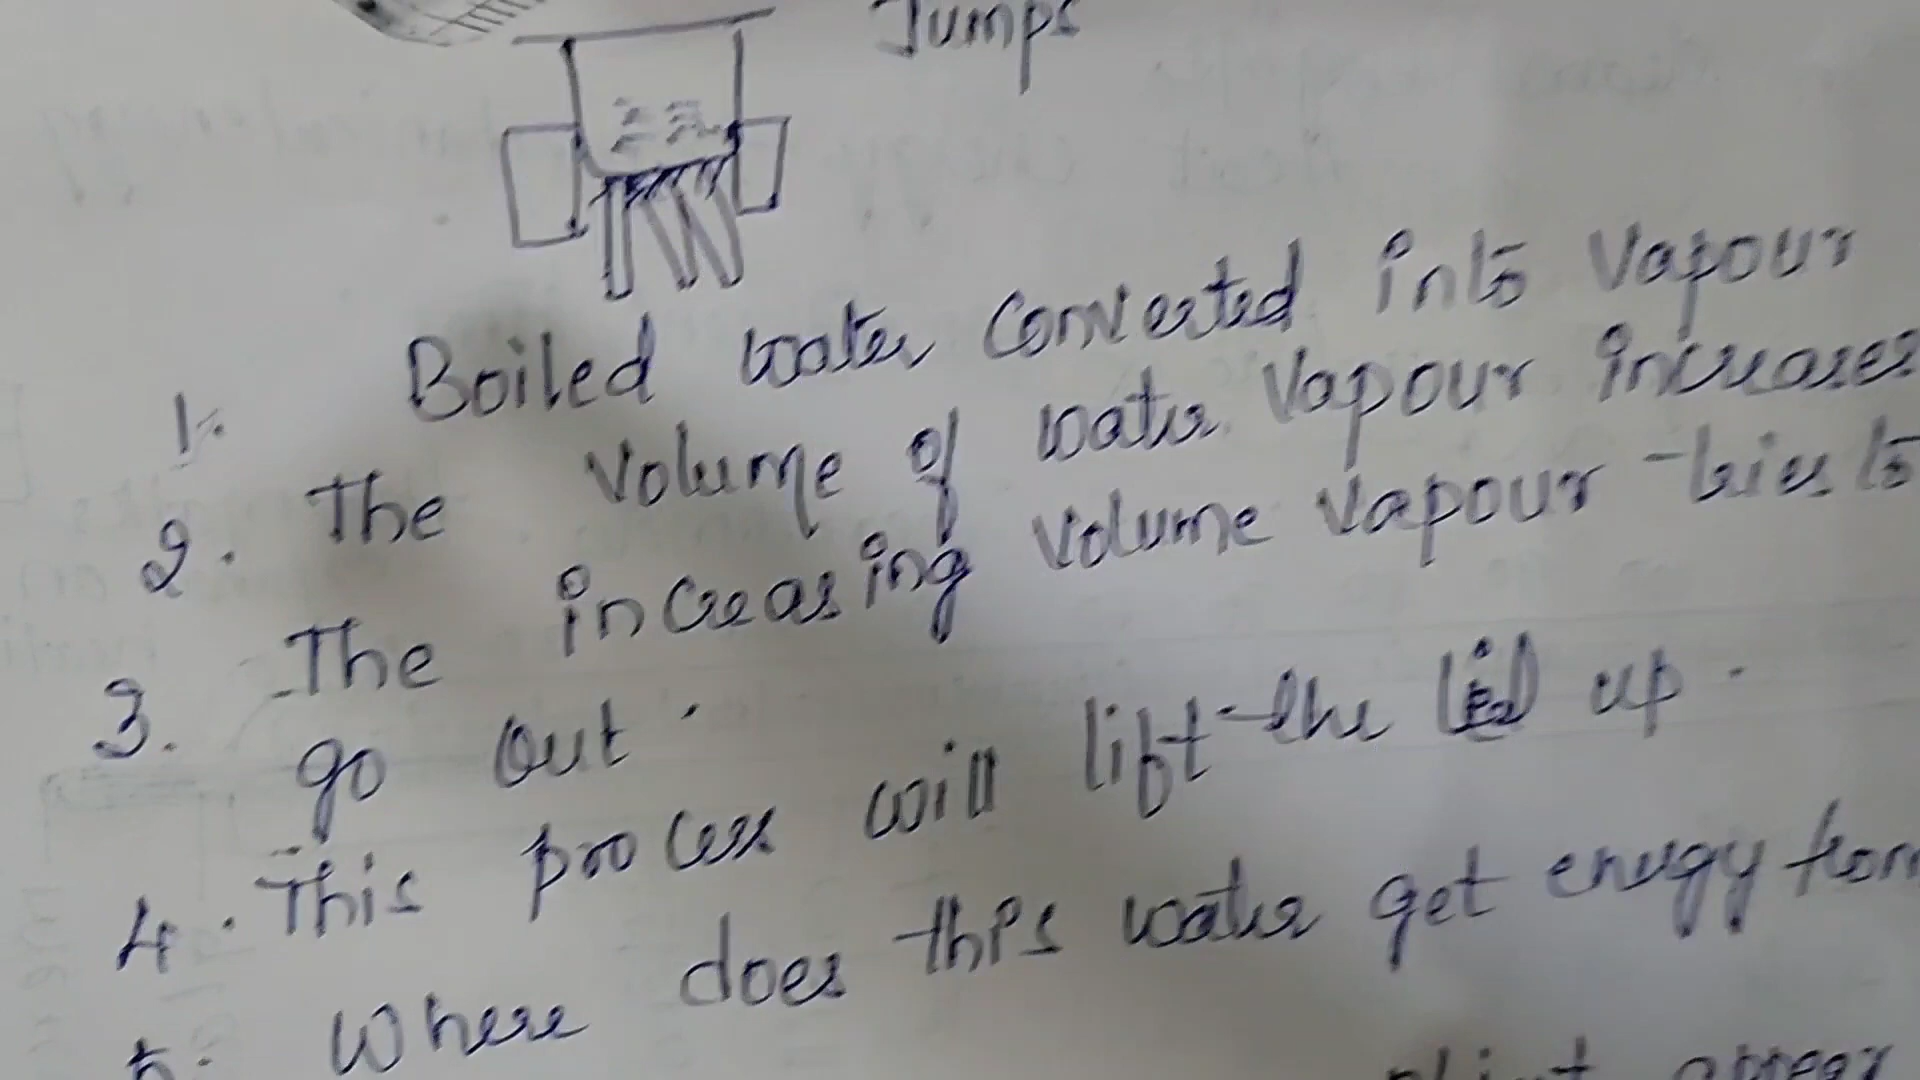 Jumps
1. Boiled water converted into vapour
2. The volume of water vapour increases
3. The increasing volume vapour tries to
go out.
4. This process will lift the lid up.
5. Where does this water get energy from
appear